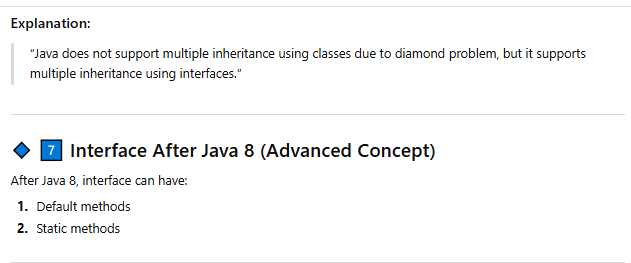 Explanation:
“Java does not support multiple inheritance using classes due to diamond problem, but it supports
multiple inheritance using interfaces.”
7 Interface After Java 8 (Advanced Concept)
After Java 8, interface can have:
1. Default methods
2. Static methods